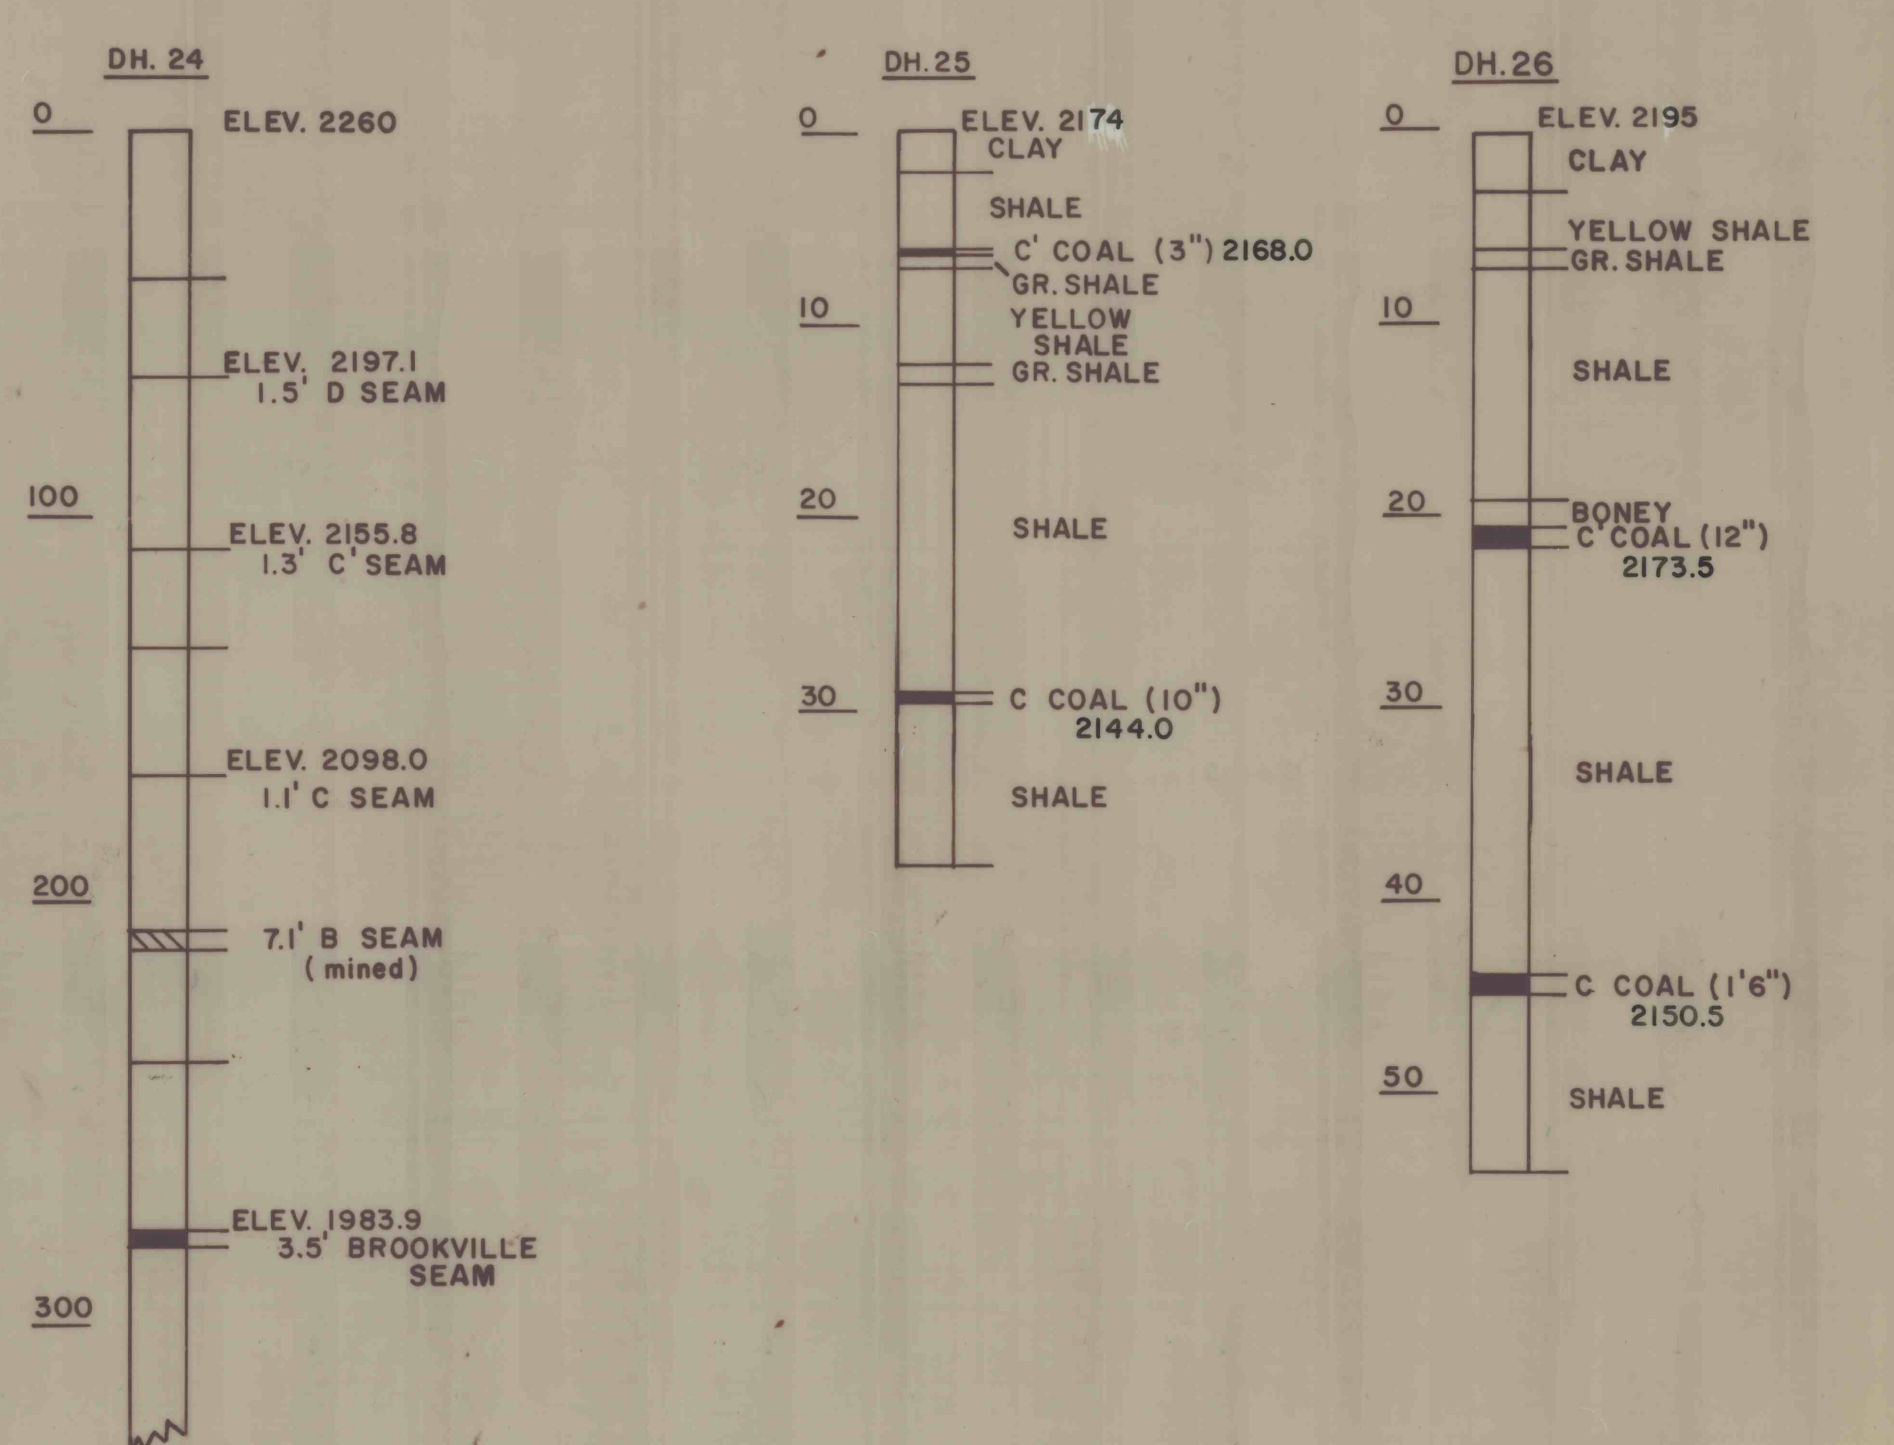 DH. 24
0
ELEV. 2260
ELEV. 2197.1
1.5' D SEAM
100
ELEV. 2155.8
1.3' C' SEAM
ELEV. 2098.0
1.1' C SEAM
200
7.1' B SEAM
(mined)
ELEV. 1983.9
3.5' BROOKVILLE
SEAM
300
DH. 25
0
ELEV. 2174
CLAY
SHALE
C' COAL (3") 2168.0
GR. SHALE
10
YELLOW
SHALE
GR. SHALE
20
SHALE
30
C COAL (10")
2144.0
SHALE
DH. 26
0
ELEV. 2195
CLAY
YELLOW SHALE
GR. SHALE
10
SHALE
20
BONEY
C' COAL (12")
2173.5
30
SHALE
40
C COAL (1'6")
2150.5
50
SHALE